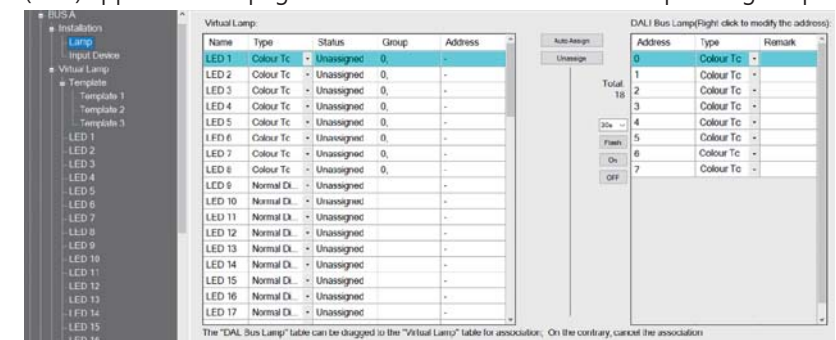 BUS A
Installation
Lamp
Input Device
Virtual Lamp
Template
Template 1
Template 2
Template 3
LED 1
LED 2
LED 3
LED 4
LED 5
LED 6
LED 7
LED 8
LED 9
LED 10
LED 11
LED 12
LED 13
LED 14
LED 15
Virtual Lamp:
Name Type Status Group Address
LED 1 Colour Tc Unassigned 0, -
LED 2 Colour Tc Unassigned 0, -
LED 3 Colour Tc Unassigned 0, -
LED 4 Colour Tc Unassigned 0, -
LED 5 Colour Tc Unassigned 0, -
LED 6 Colour Tc Unassigned 0, -
LED 7 Colour Tc Unassigned 0, -
LED 8 Colour Tc Unassigned 0, -
LED 9 Normal Di... Unassigned -
LED 10 Normal Di... Unassigned -
LED 11 Normal Di... Unassigned -
LED 12 Normal Di... Unassigned -
LED 13 Normal Di... Unassigned -
LED 14 Normal Di... Unassigned -
LED 15 Normal Di... Unassigned -
LED 16 Normal Di... Unassigned -
LED 17 Normal Di... Unassigned -
Auto Assign
Unassign
Total:
18
30s
Flash
On
OFF
DALI Bus Lamp(Right click to modify the address):
Address Type Remark
0 Colour Tc
1 Colour Tc
2 Colour Tc
3 Colour Tc
4 Colour Tc
5 Colour Tc
6 Colour Tc
7 Colour Tc
The "DAL Bus Lamp" table can be dragged to the "Virtual Lamp" table for association; On the contrary, cancel the association